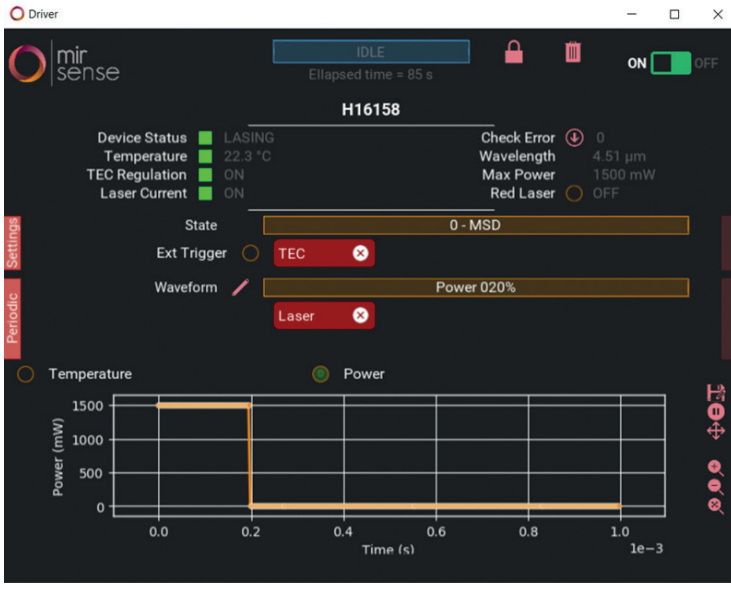 Driver
mir
sense
IDLE
Ellapsed time = 85 s
ON OFF
H16158
Device Status LASING
Temperature 22.3 °C
TEC Regulation ON
Laser Current ON
Check Error 0
Wavelength 4.51 µm
Max Power 1500 mW
Red Laser OFF
Settings
Periodic
State 0 - MSD
Ext Trigger TEC
Waveform Power 020%
Laser
Temperature Power
Power (mW)
1500
1000
500
0
0.0 0.2 0.4 0.6 0.8 1.0
Time (s) 1e−3